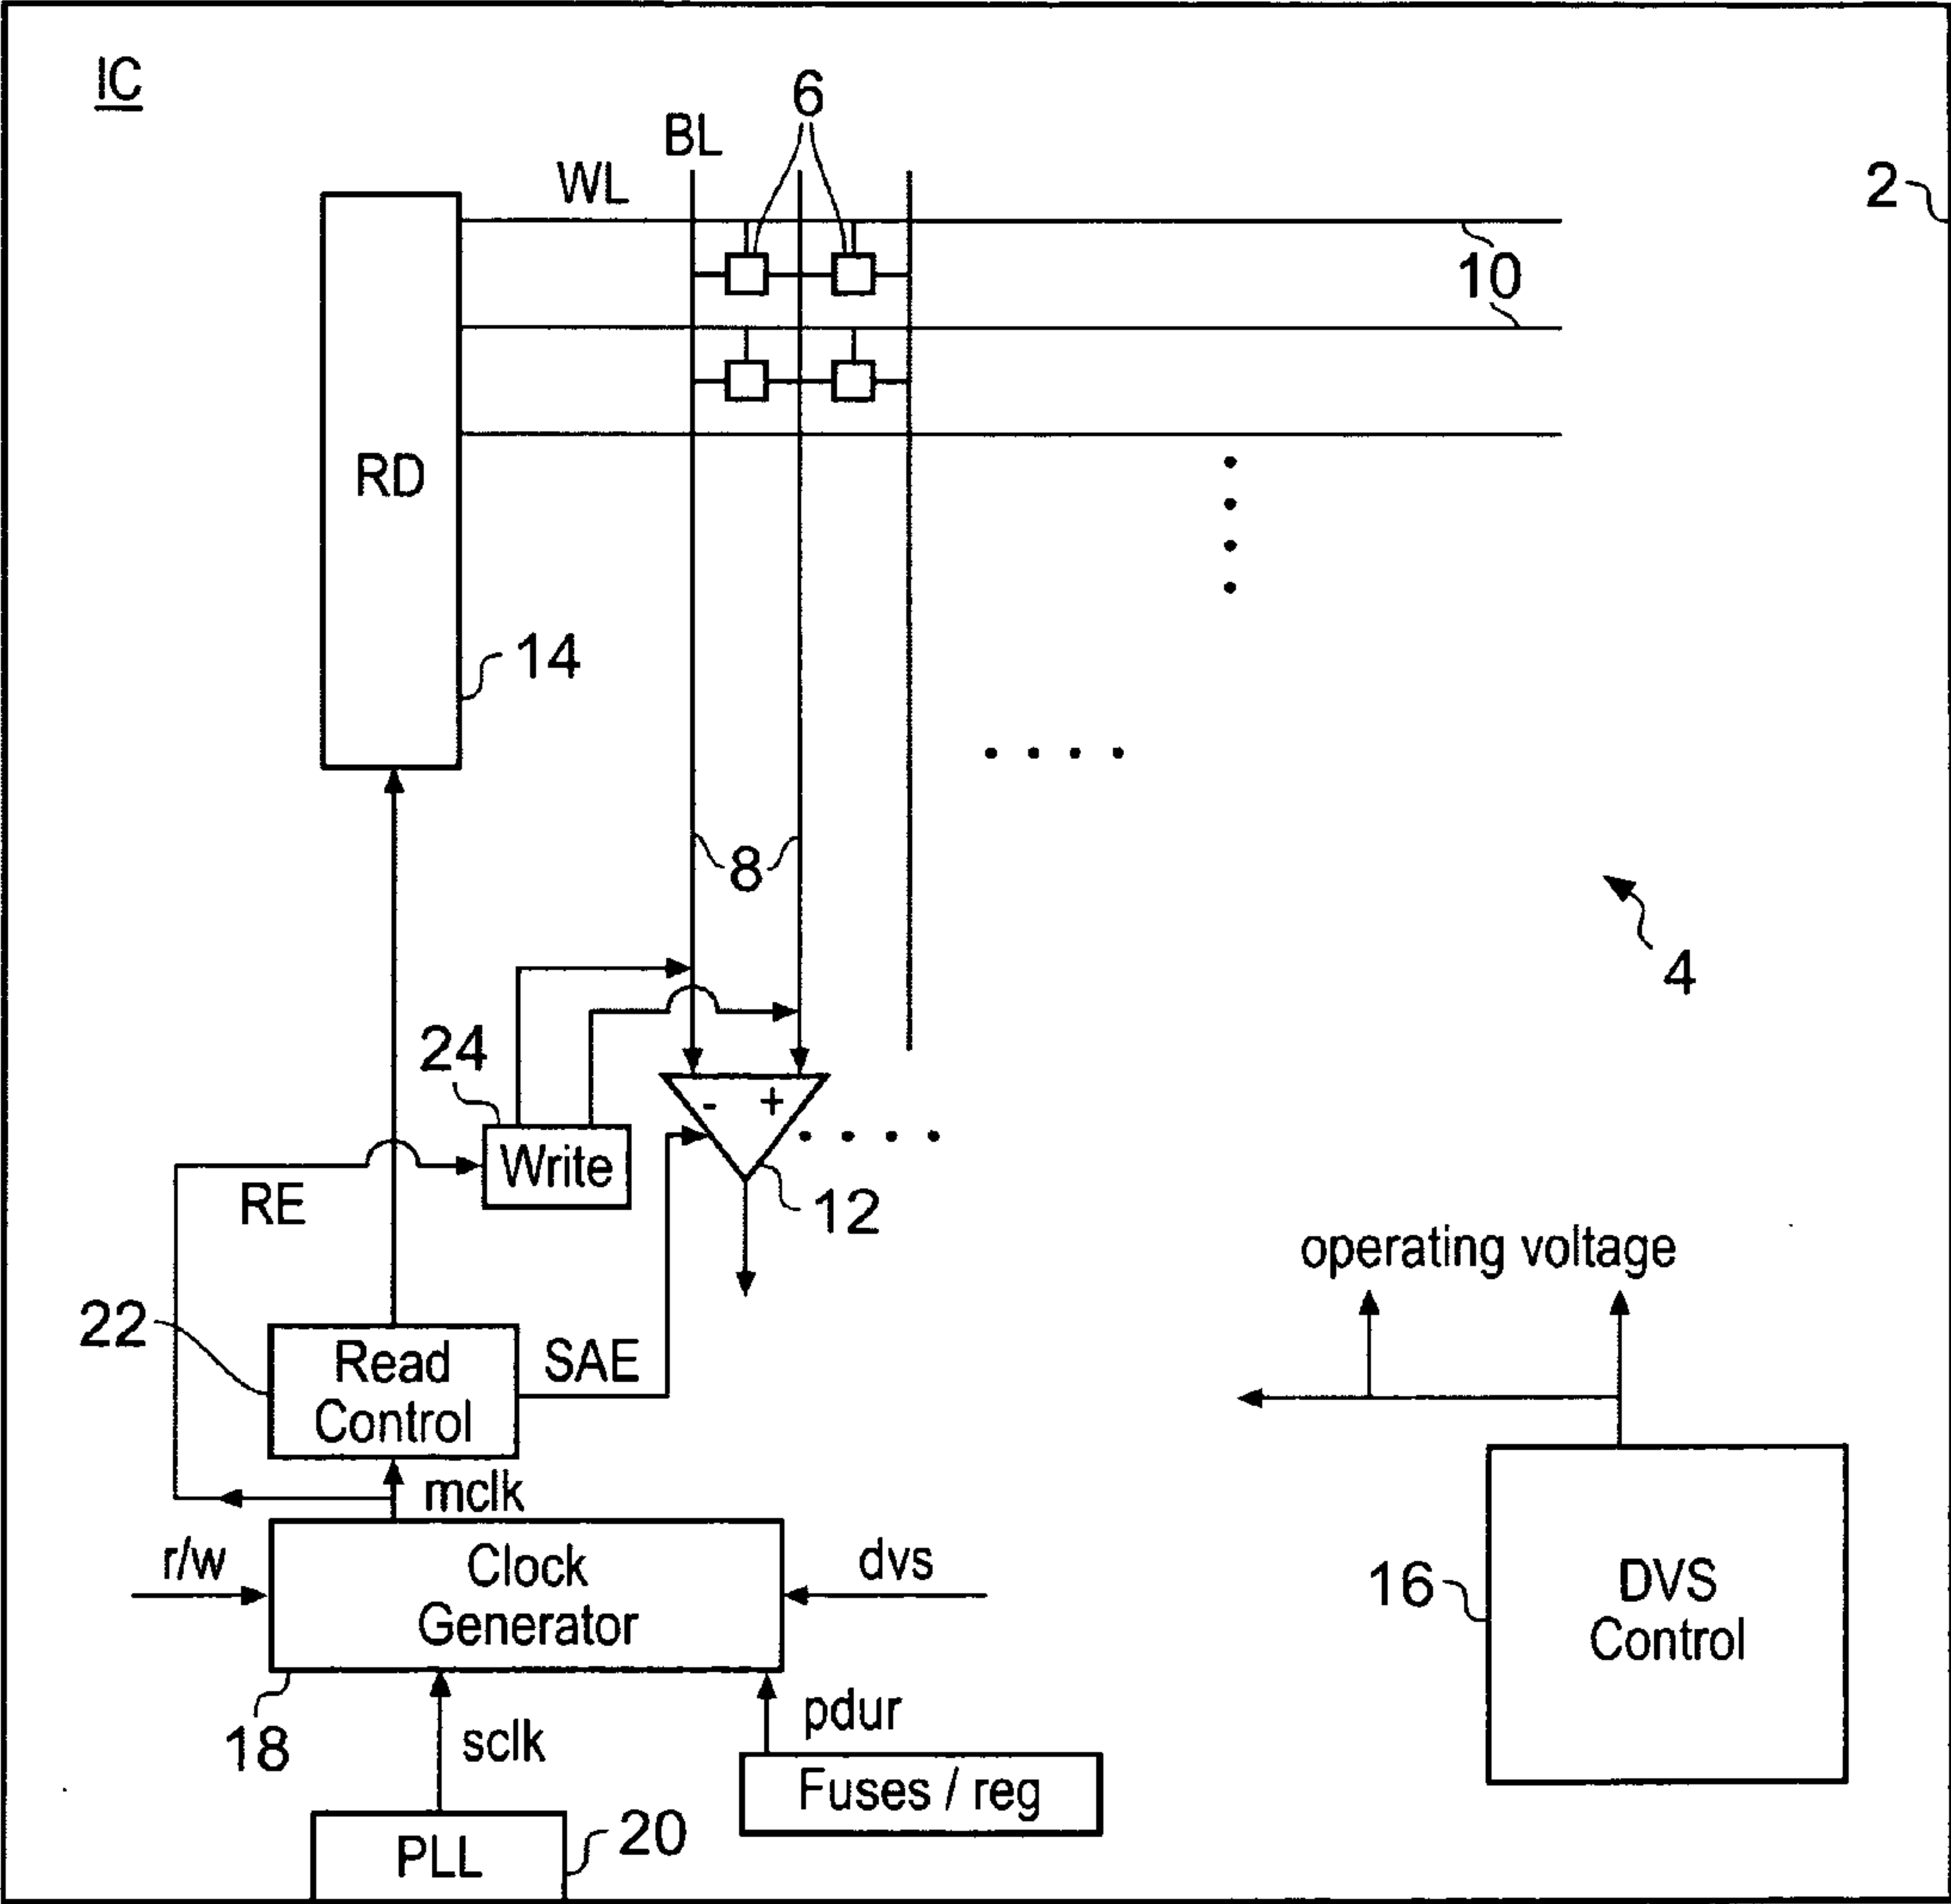 IC
6
BL
WL
2
10
RD
14
8
4
24
Write
RE
12
operating voltage
22
Read
Control
SAE
mclk
r/w
Clock
Generator
dvs
16
DVS
Control
18
sclk
pdur
Fuses / reg
PLL
20
- +